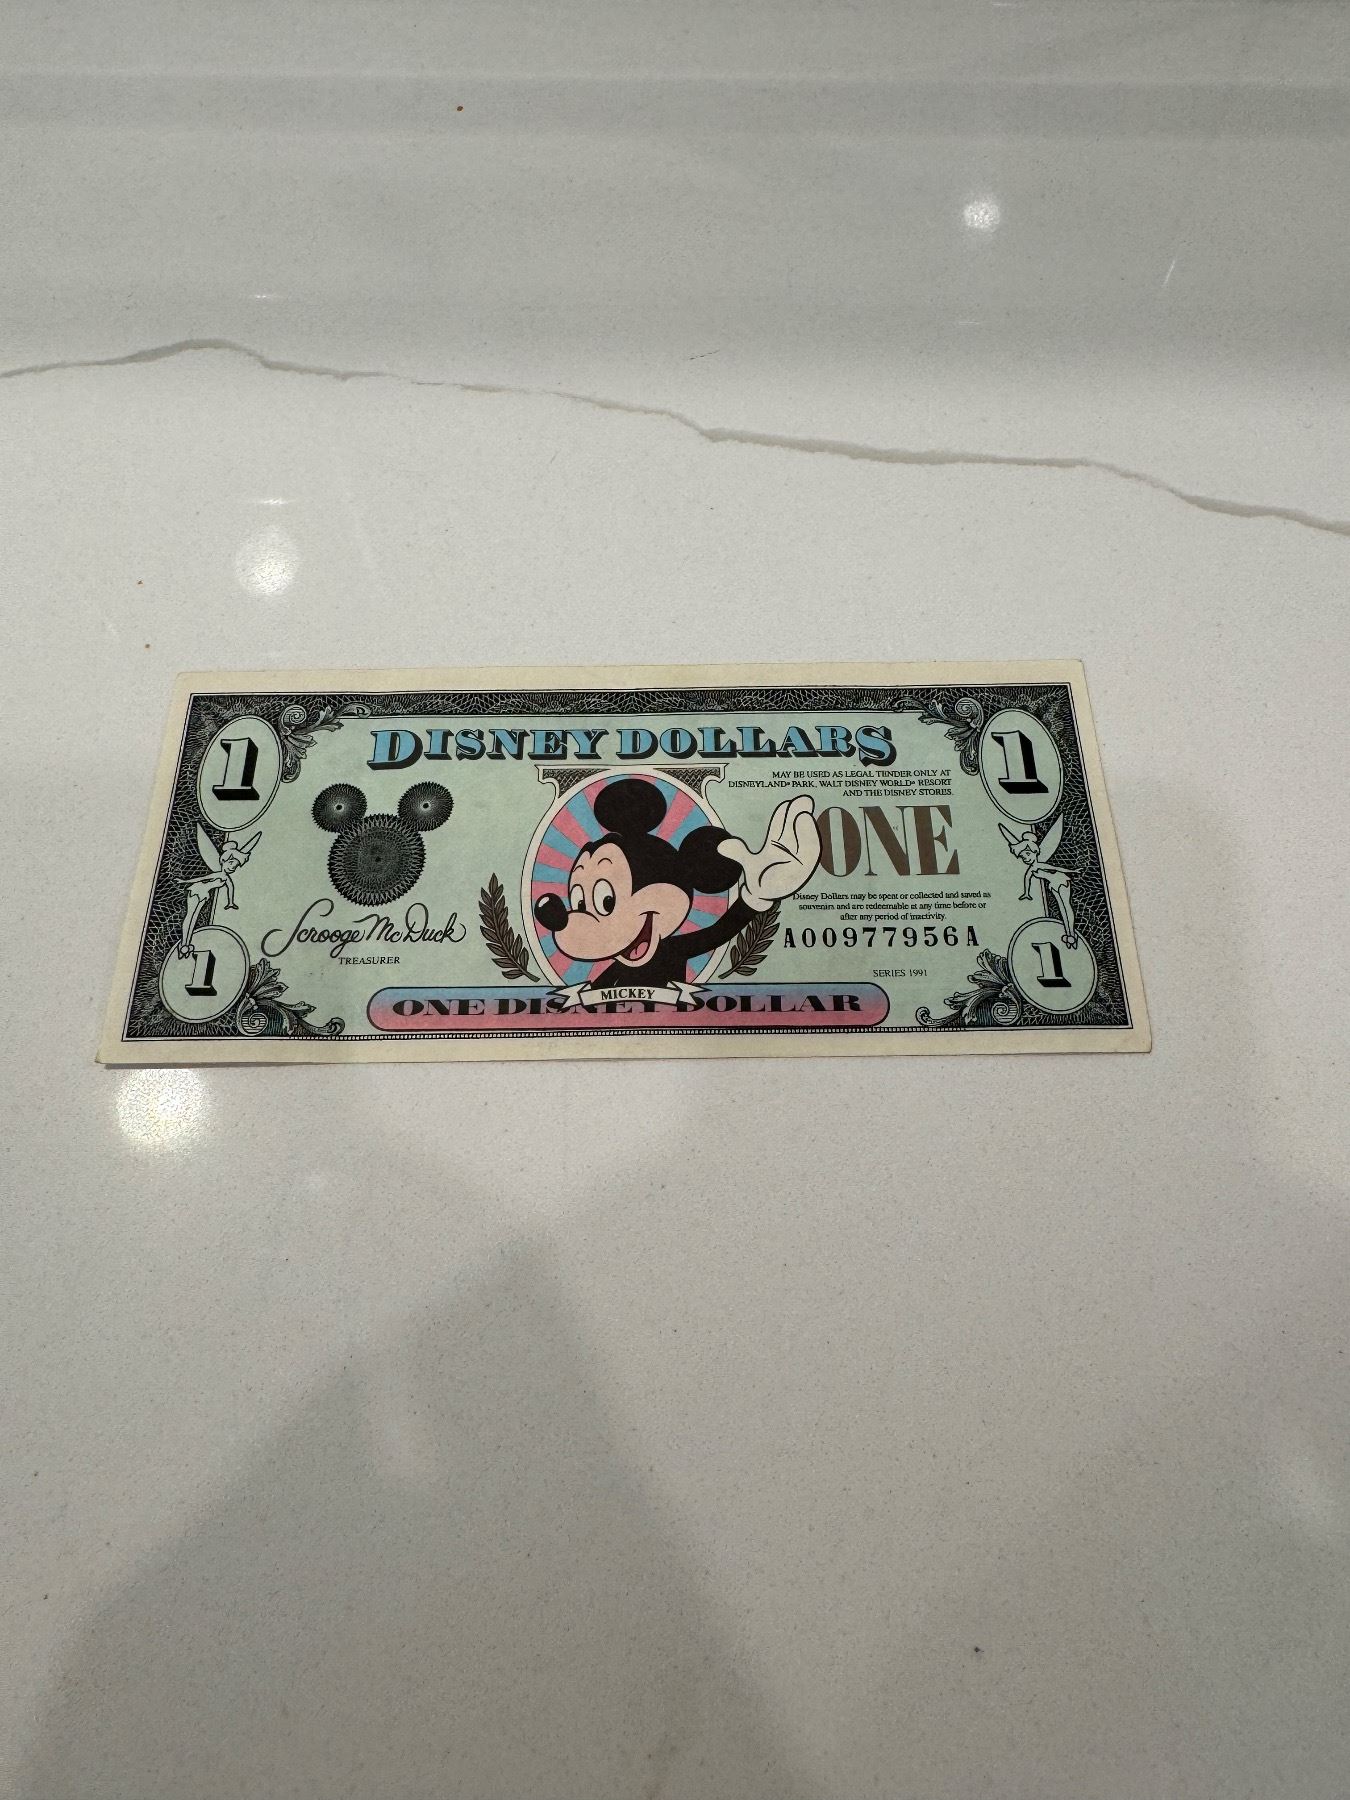 1
DISNEY DOLLARS
1
MAY BE USED AS LEGAL TENDER ONLY AT
DISNEYLAND® PARK, WALT DISNEY WORLD® RESORT
AND THE DISNEY STORES.
ONE
Disney Dollars may be spent or collected and saved as
souvenirs and are redeemable at any time before or
after any period of inactivity.
Scrooge McDuck
TREASURER
A00977956A
SERIES 1991
1
MICKEY
1
ONE DISNEY DOLLAR